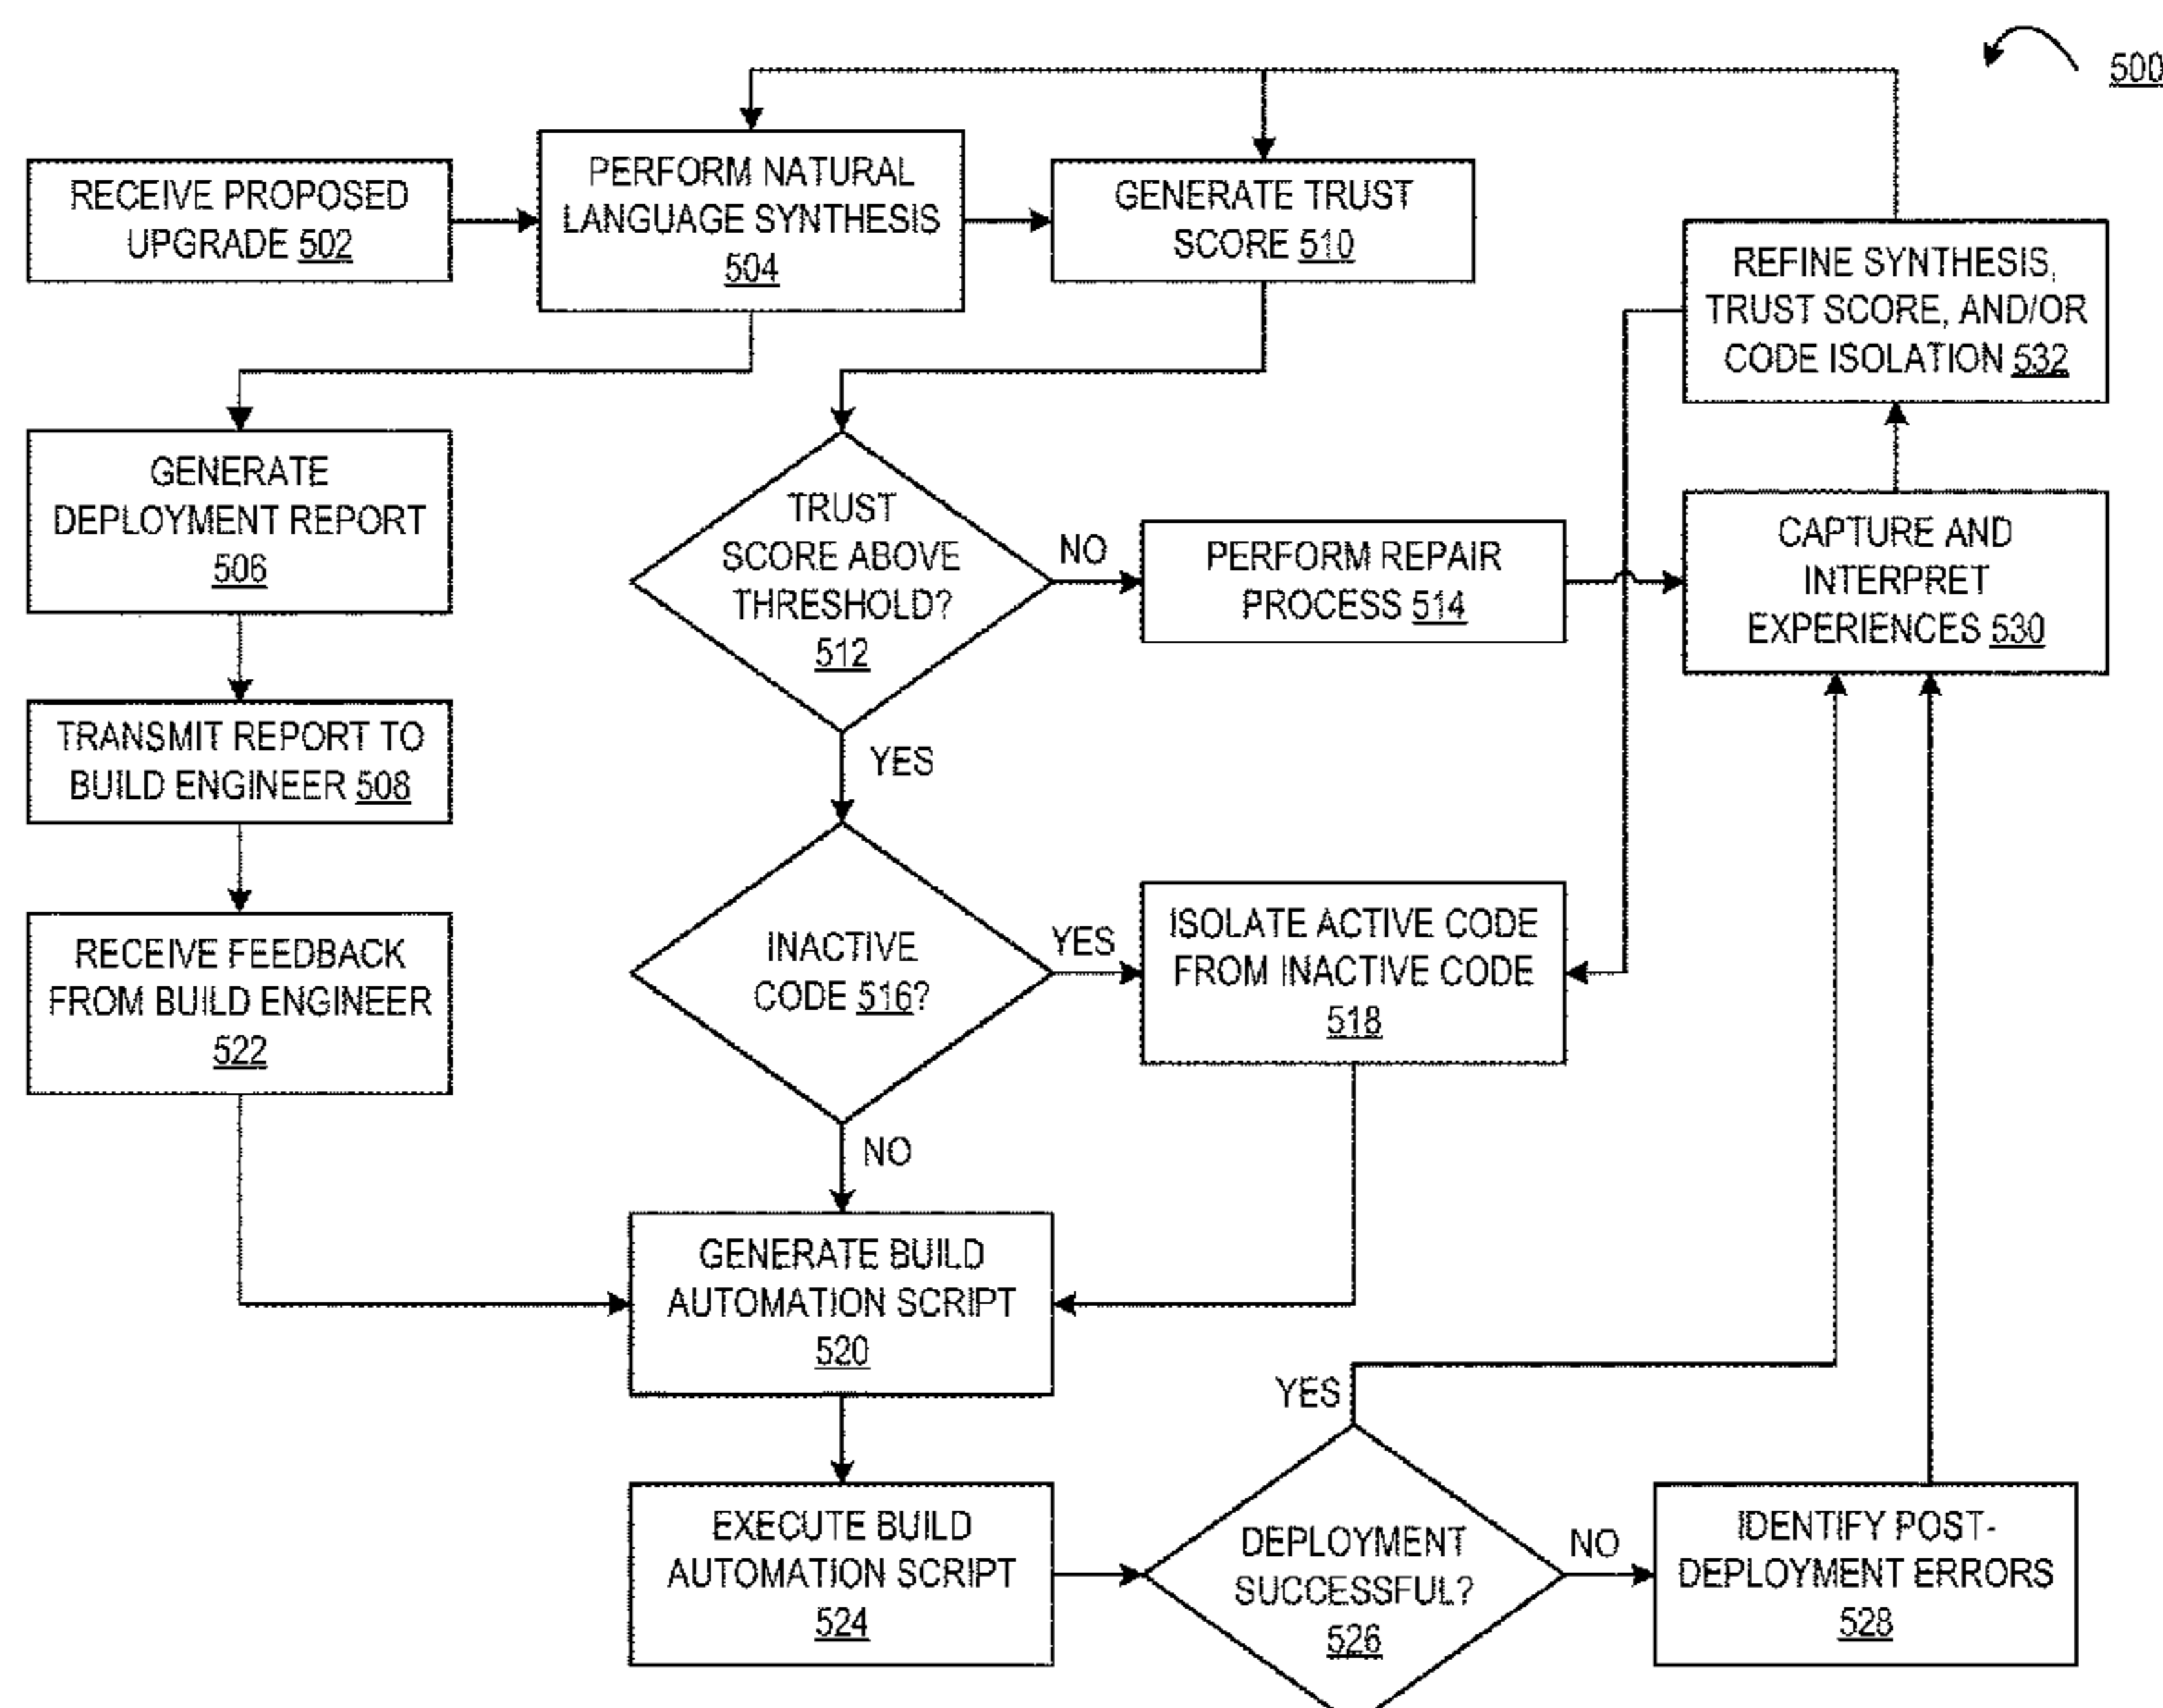 500
RECEIVE PROPOSED
UPGRADE 502
PERFORM NATURAL
LANGUAGE SYNTHESIS
504
GENERATE TRUST
SCORE 510
REFINE SYNTHESIS,
TRUST SCORE, AND/OR
CODE ISOLATION 532
GENERATE
DEPLOYMENT REPORT
506
TRUST
SCORE ABOVE
THRESHOLD?
512
NO
PERFORM REPAIR
PROCESS 514
CAPTURE AND
INTERPRET
EXPERIENCES 530
TRANSMIT REPORT TO
BUILD ENGINEER 508
YES
RECEIVE FEEDBACK
FROM BUILD ENGINEER
522
INACTIVE
CODE 516?
YES
ISOLATE ACTIVE CODE
FROM INACTIVE CODE
518
NO
GENERATE BUILD
AUTOMATION SCRIPT
520
YES
EXECUTE BUILD
AUTOMATION SCRIPT
524
DEPLOYMENT
SUCCESSFUL?
526
NO
IDENTIFY POST-
DEPLOYMENT ERRORS
528